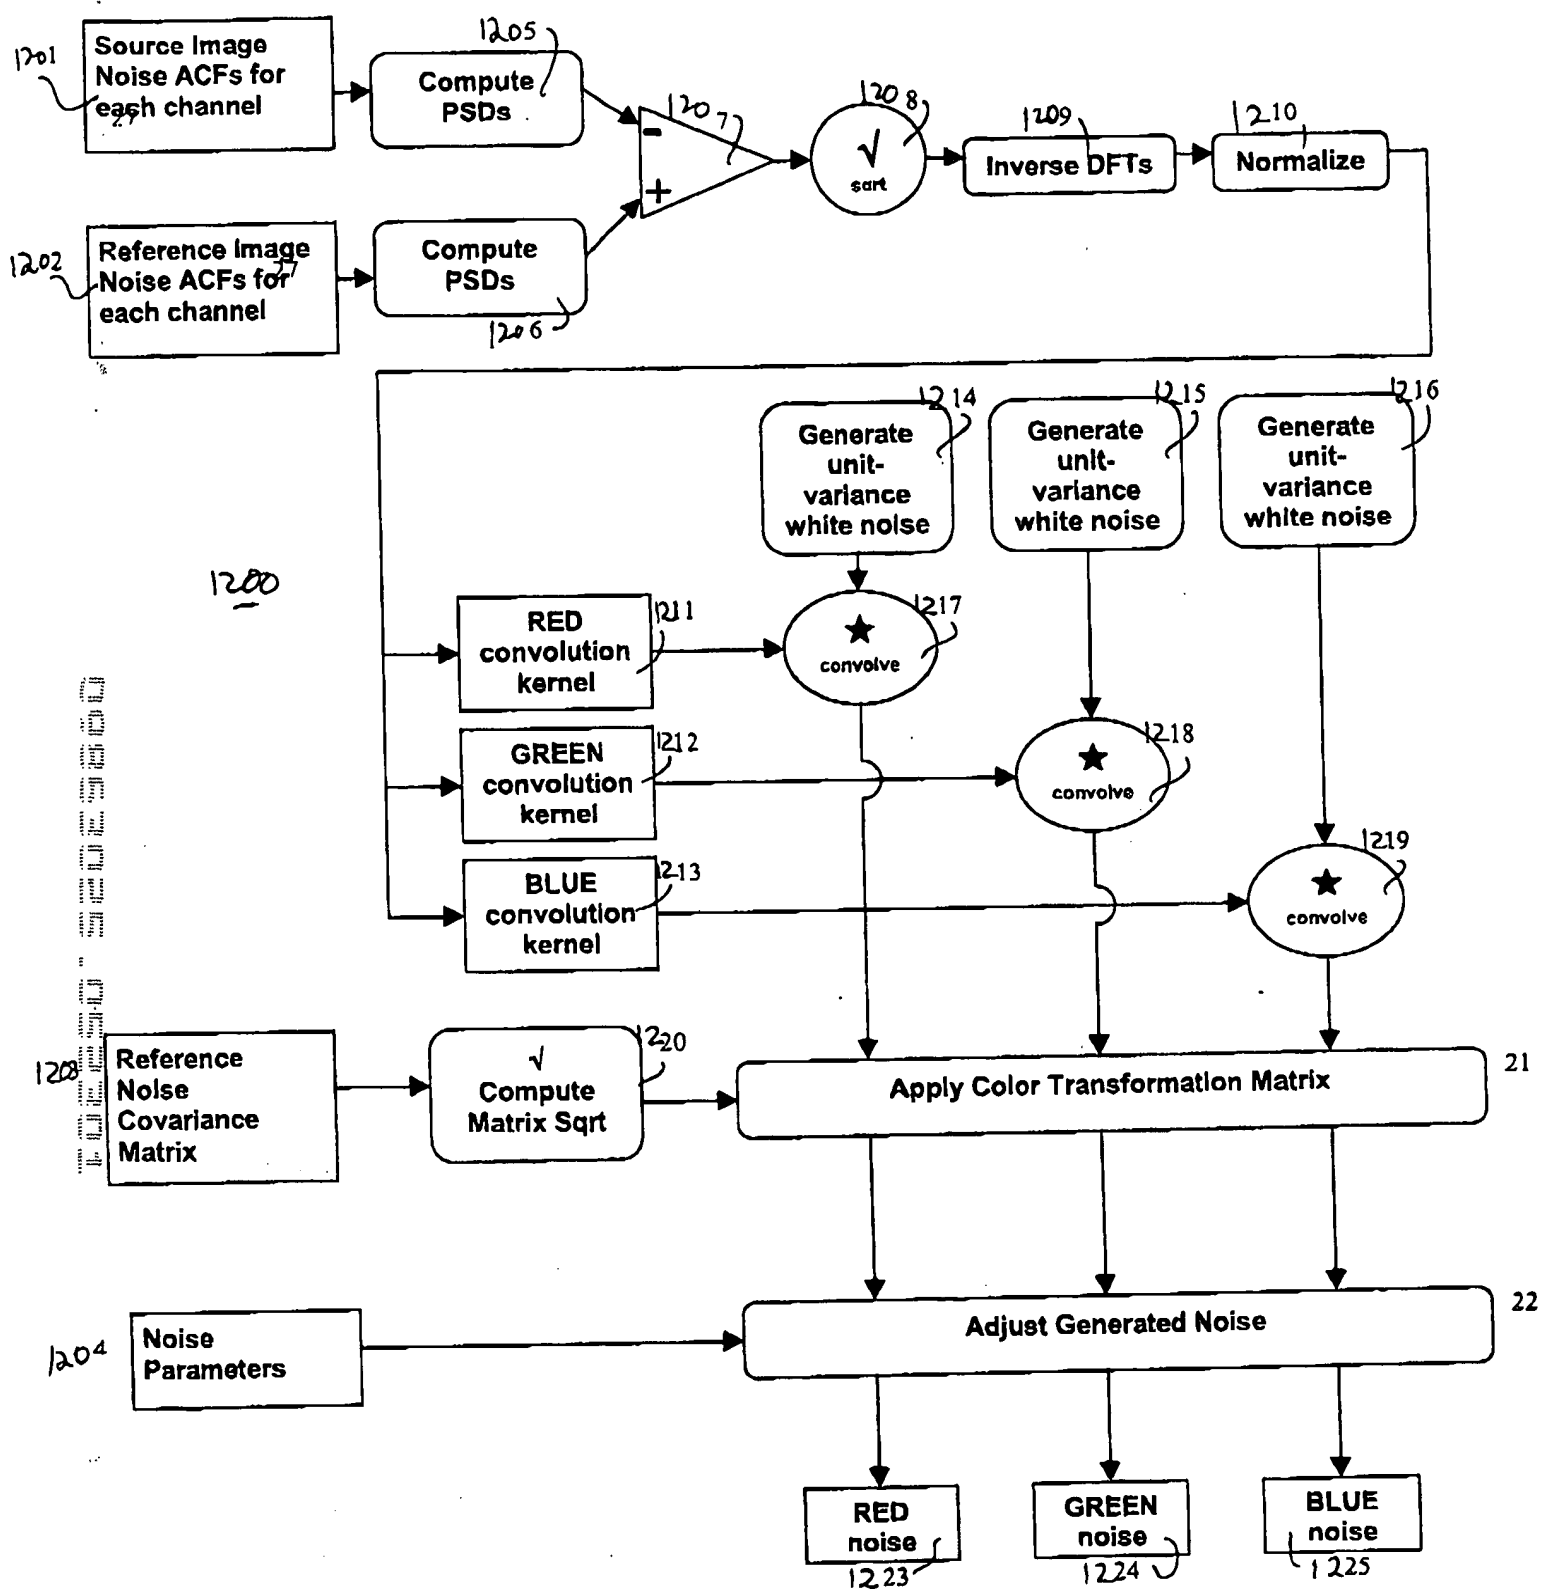 1205
1201
Source Image
Noise ACFs for
each channel
27
Compute
PSDs
-
+
1207
1208
√
sqrt
1209
Inverse DFTs
1210
Normalize
1202
Reference Image
Noise ACFs for
27
each channel
Compute
PSDs
1206
1214
Generate
unit-
variance
white noise
1215
Generate
unit-
variance
white noise
1216
Generate
unit-
variance
white noise
1200
RED
convolution
kernel
1211
★
convolve
1217
GREEN
convolution
kernel
1212
★
convolve
1218
BLUE
convolution
kernel
1213
★
convolve
1219
1208
Reference
Noise
Covariance
Matrix
√
Compute
Matrix Sqrt
1220
Apply Color Transformation Matrix
21
1204
Noise
Parameters
Adjust Generated Noise
22
RED
noise
1223
GREEN
noise
1224
BLUE
noise
1225